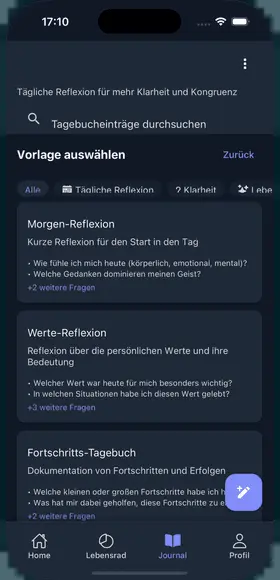 17:10
Tägliche Reflexion für mehr Klarheit und Kongruenz
Tagebucheinträge durchsuchen
Vorlage auswählen
Zurück
Alle
Tägliche Reflexion
? Klarheit
Lebe
Morgen-Reflexion
Kurze Reflexion für den Start in den Tag
• Wie fühle ich mich heute (körperlich, emotional, mental)?
• Welche Gedanken dominieren meinen Geist?
+2 weitere Fragen
Werte-Reflexion
Reflexion über die persönlichen Werte und ihre
Bedeutung
• Welcher Wert war heute für mich besonders wichtig?
• In welchen Situationen habe ich diesen Wert gelebt?
+3 weitere Fragen
Fortschritts-Tagebuch
Dokumentation von Fortschritten und Erfolgen
• Welche kleinen oder großen Fortschritte habe ich h
• Was hat mir dabei geholfen, diese Fortschritte zu e
+2 weitere Fragen
Home
Lebensrad
Journal
Profil